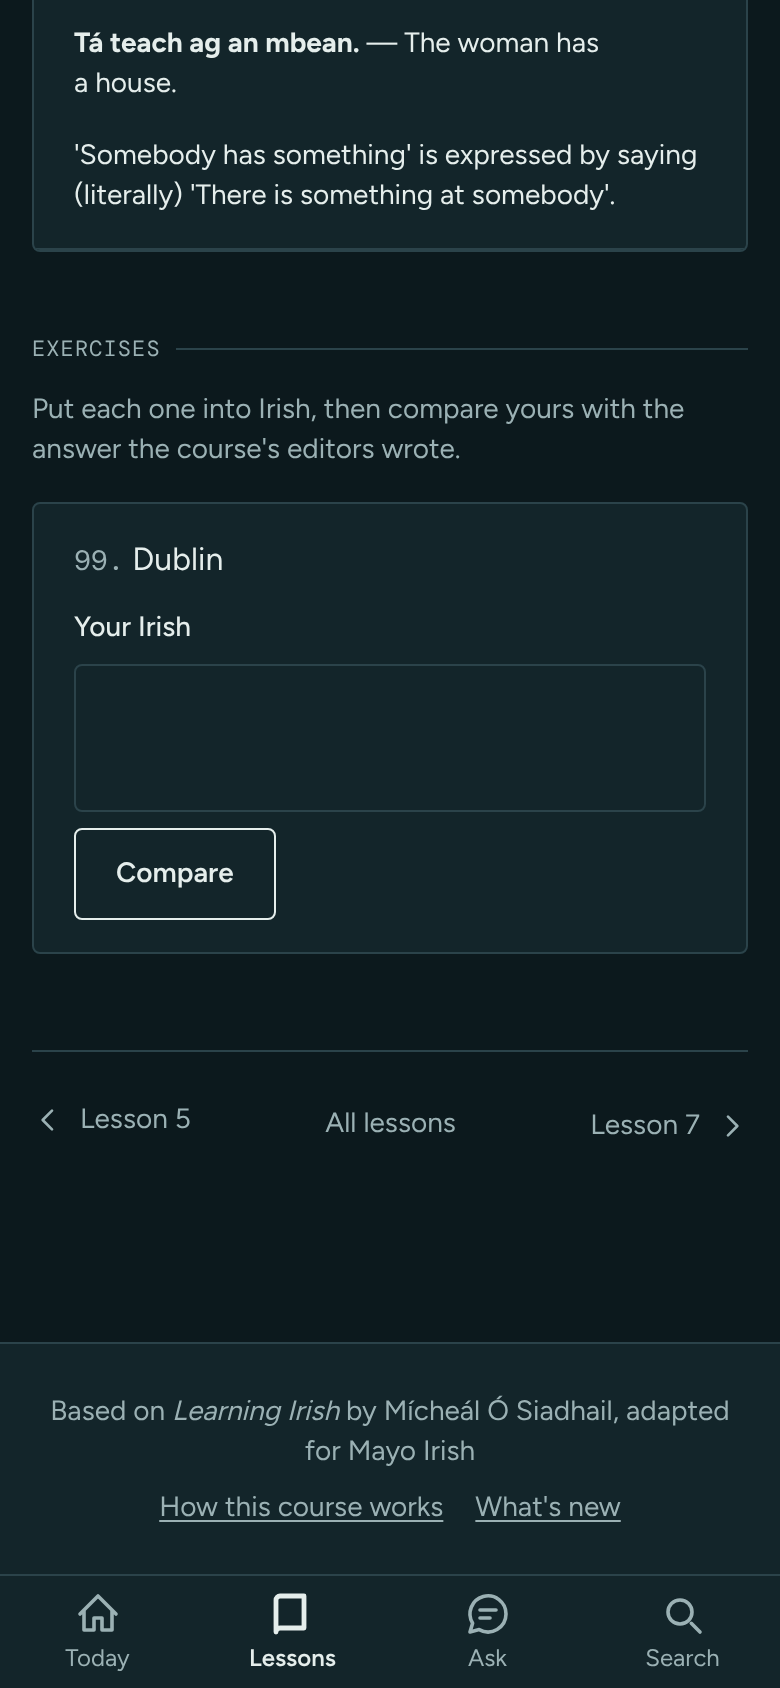 Tá teach ag an mbean. — The woman has
a house.
'Somebody has something' is expressed by saying
(literally) 'There is something at somebody'.
EXERCISES
Put each one into Irish, then compare yours with the
answer the course's editors wrote.
99. Dublin
Your Irish
Compare
Lesson 5
All lessons
Lesson 7
Based on Learning Irish by Mícheál Ó Siadhail, adapted
for Mayo Irish
How this course works What's new
Today Lessons Ask Search